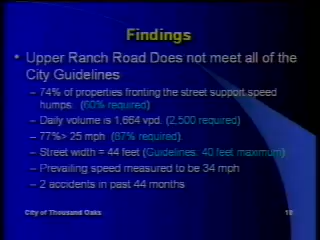 Findings
• Upper Ranch Road Does not meet all of the
City Guidelines
– 74% of properties fronting the street support speed
humps. (60% required)
– Daily volume is 1,664 vpd. (2,500 required)
– 77%> 25 mph (67% required)
– Street width = 44 feet (Guidelines: 40 feet maximum)
– Prevailing speed measured to be 34 mph
– 2 accidents in past 44 months
City of Thousand Oaks
10